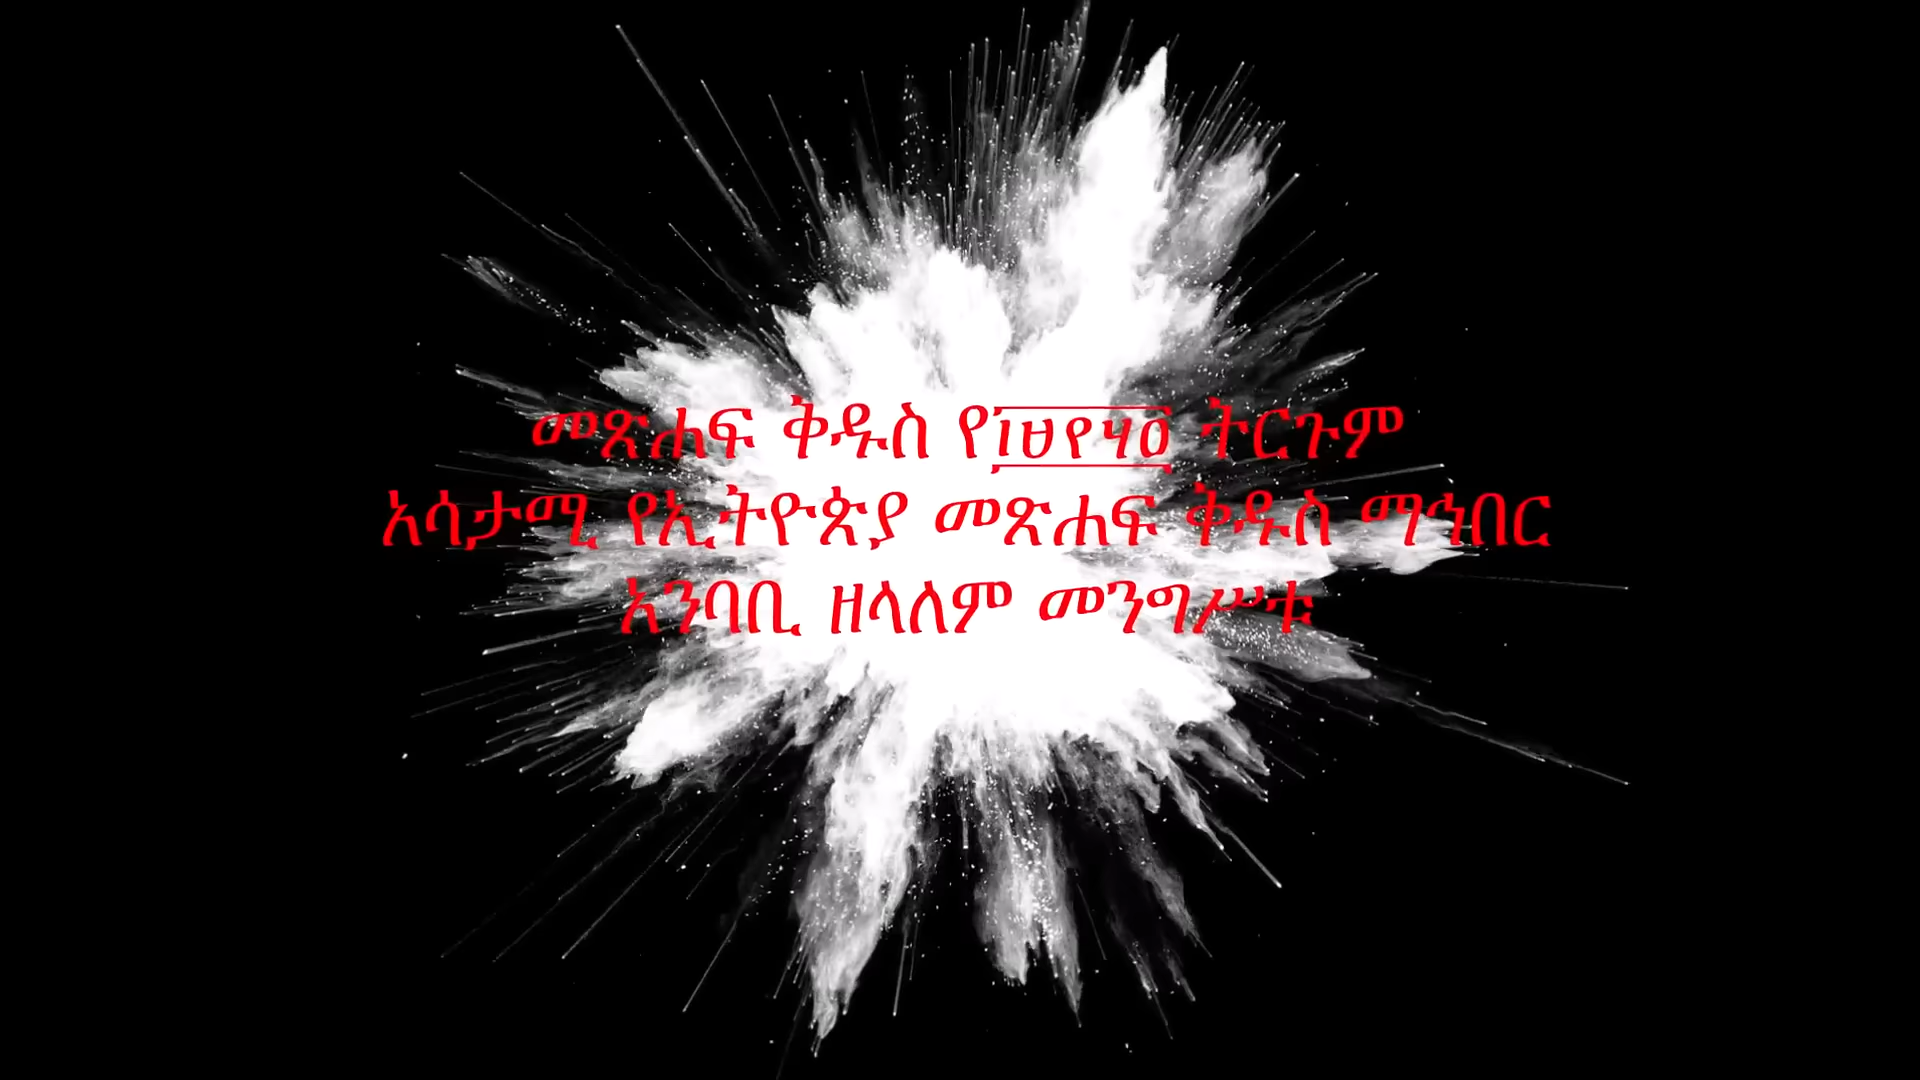 መጽሐፍ ቅዱስ የ፲፱፻፶፬ ትርጉም
አሳታሚ የኢትዮጵያ መጽሐፍ ቅዱስ ማኅበር
አንባቢ ዘላለም መንግሥቱ